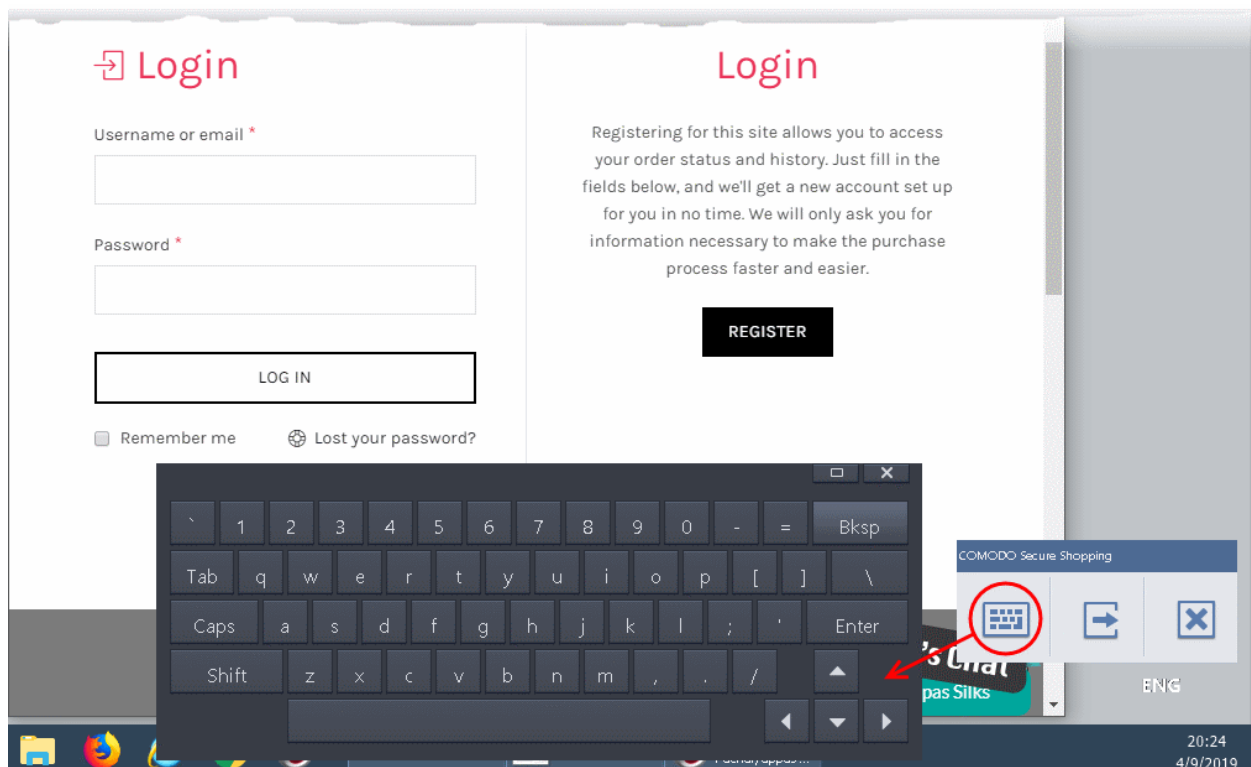 Login
Username or email *
Password *
LOG IN
Remember me
Lost your password?
Login
Registering for this site allows you to access
your order status and history. Just fill in the
fields below, and we'll get a new account set up
for you in no time. We will only ask you for
information necessary to make the purchase
process faster and easier.
REGISTER
` 1 2 3 4 5 6 7 8 9 0 - = Bksp
Tab q w e r t y u i o p [ ] \
Caps a s d f g h j k l ; ' Enter
Shift z x c v b n m , . /
COMODO Secure Shopping
's Chat
pas Silks
ENG
20:24
4/9/2019